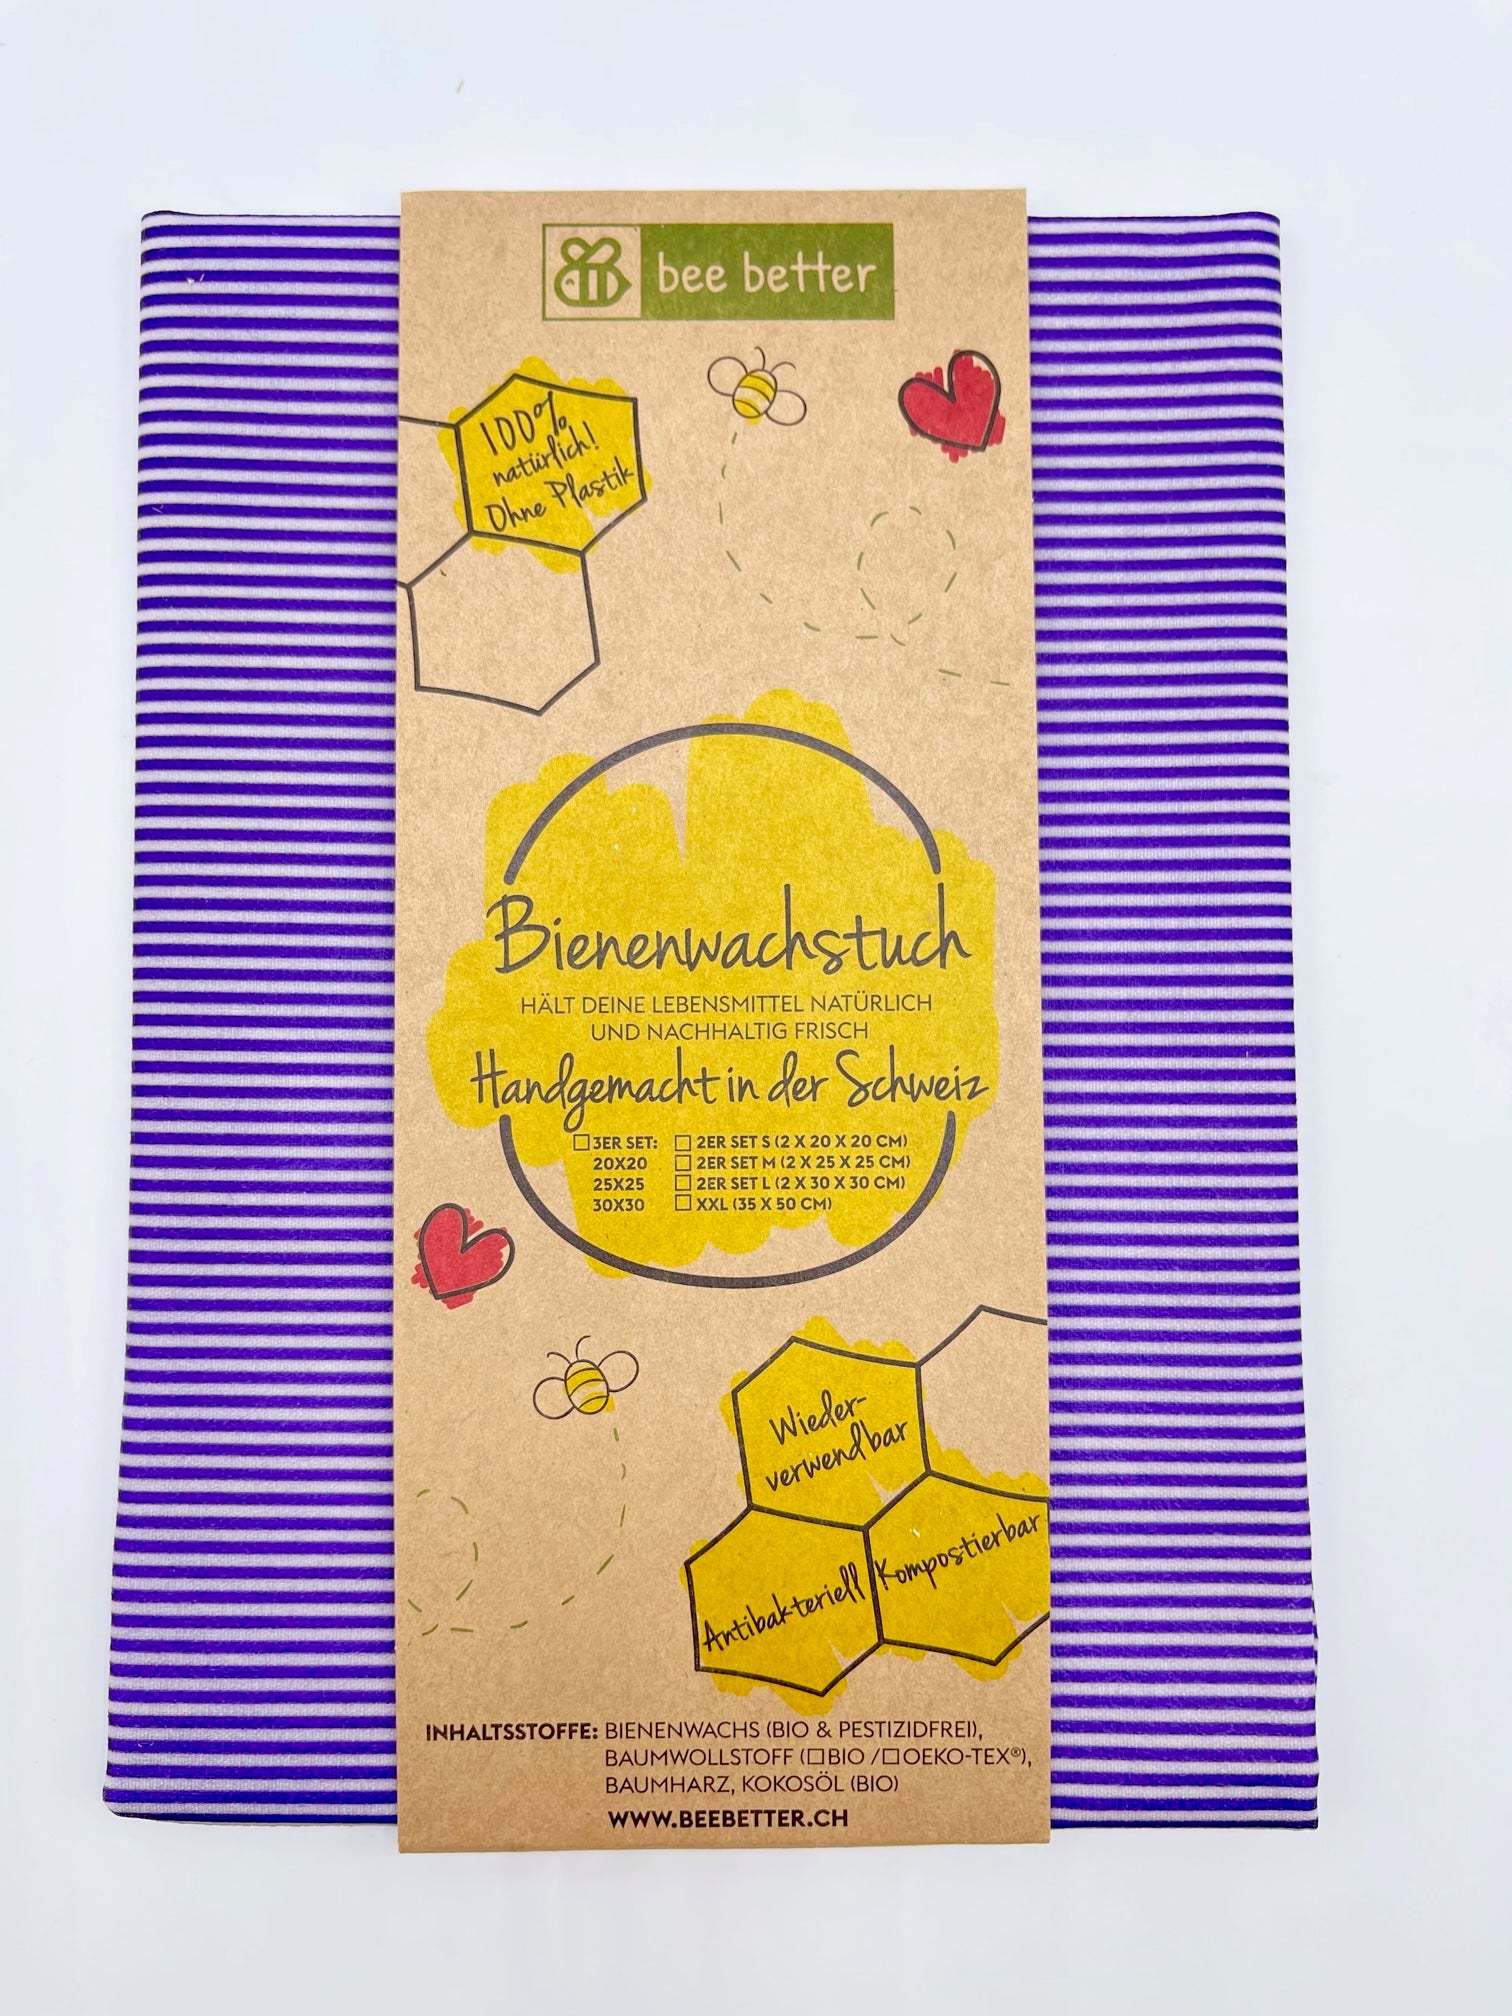 bee better
100%
natürlich!
Ohne Plastik
Bienenwachstuch
HÄLT DEINE LEBENSMITTEL NATÜRLICH
UND NACHHALTIG FRISCH
Handgemacht in der Schweiz
☐ 3ER SET:
20X20
25X25
30X30
☐ 2ER SET S (2 X 20 X 20 CM)
☐ 2ER SET M (2 X 25 X 25 CM)
☐ 2ER SET L (2 X 30 X 30 CM)
☐ XXL (35 X 50 CM)
Wieder-
verwendbar
Antibakteriell
Kompostierbar
INHALTSSTOFFE: BIENENWACHS (BIO & PESTIZIDFREI),
BAUMWOLLSTOFF (☐BIO /☐OEKO-TEX®),
BAUMHARZ, KOKOSÖL (BIO)
WWW.BEEBETTER.CH